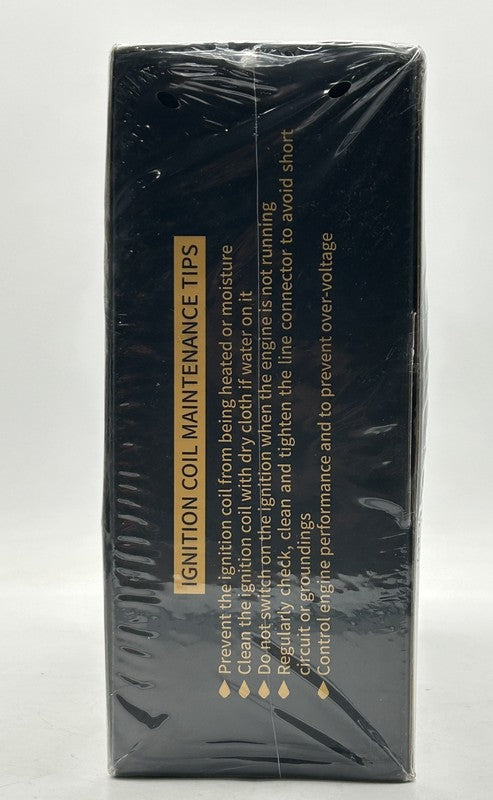 IGNITION COIL MAINTENANCE TIPS
Prevent the ignition coil from being heated or moisture
Clean the ignition coil with dry cloth if water on it
Do not switch on the ignition when the engine is not running
Regularly check, clean and tighten the line connector to avoid short
circuit or groundings
Control engine performance and to prevent over-voltage